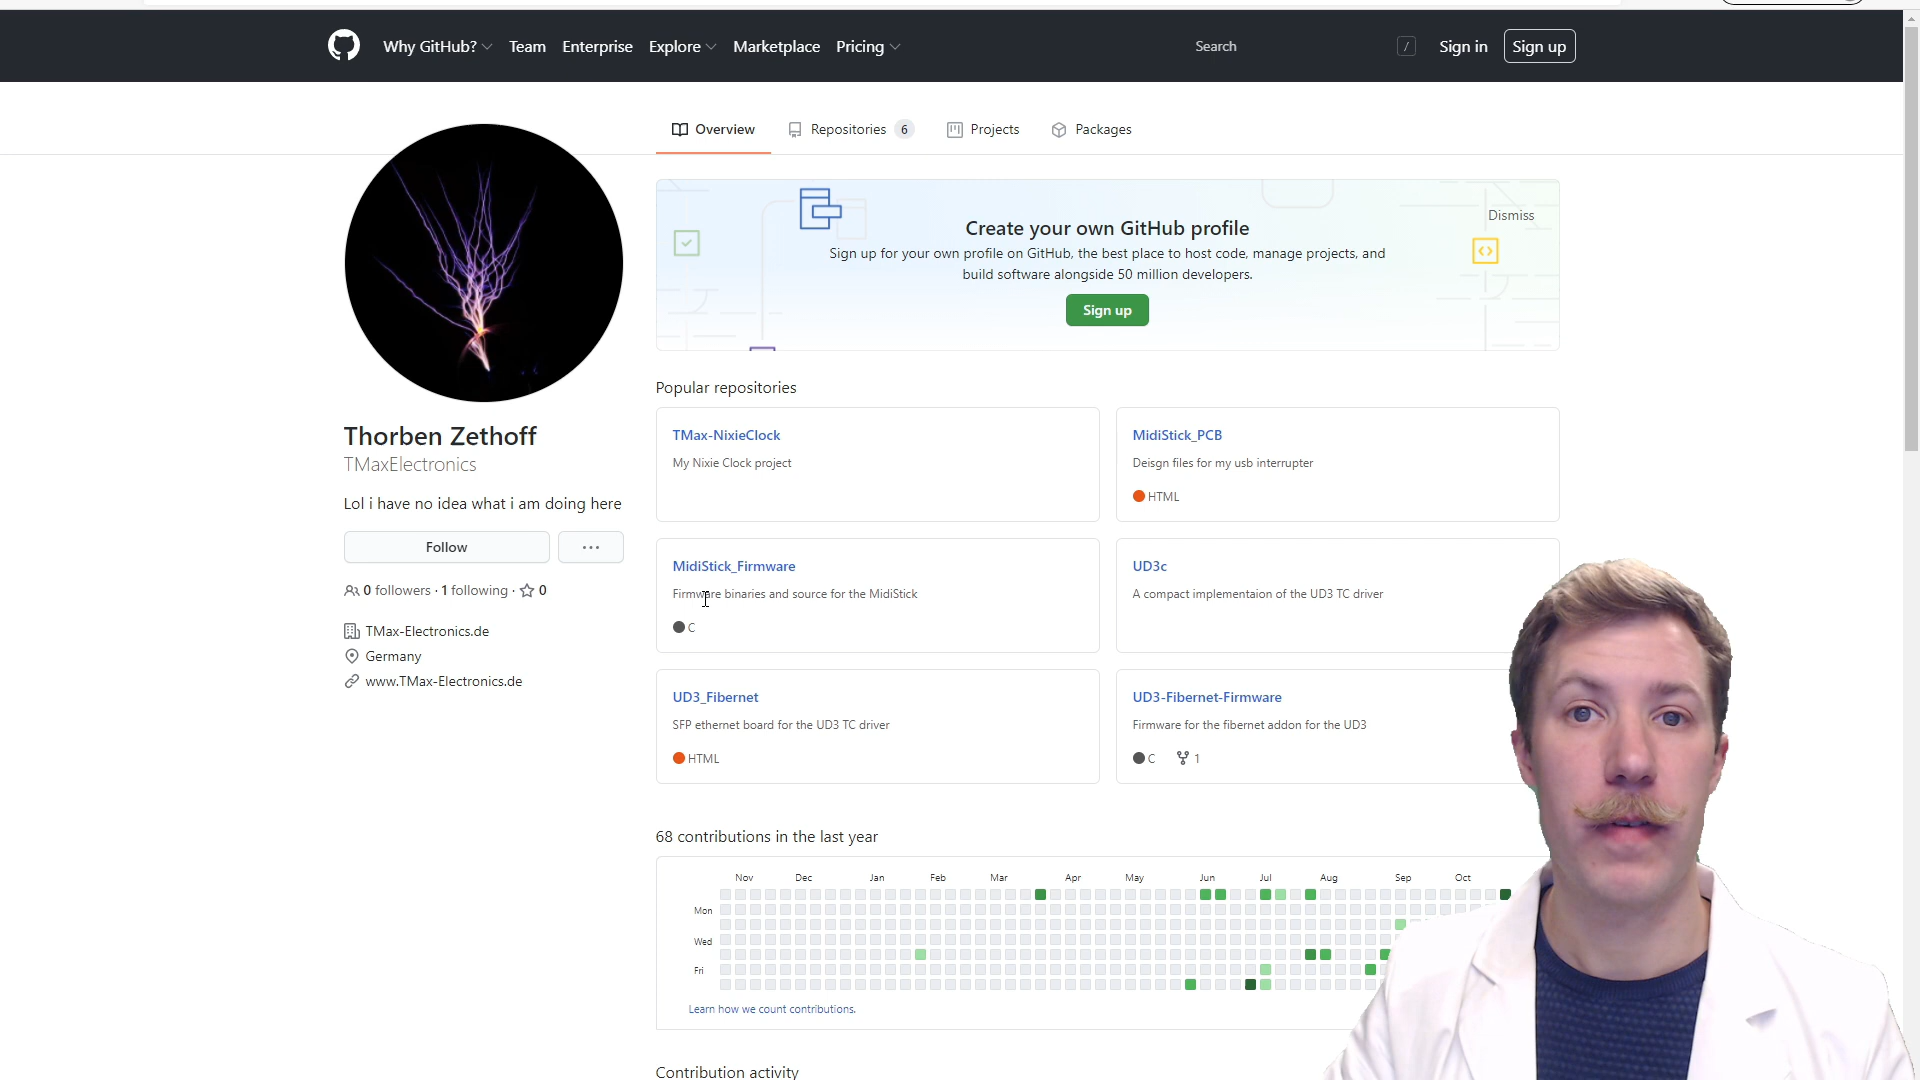 Why GitHub? Team Enterprise Explore Marketplace Pricing Search / Sign in Sign up
Overview Repositories 6 Projects Packages
Create your own GitHub profile
Dismiss
Sign up for your own profile on GitHub, the best place to host code, manage projects, and
build software alongside 50 million developers.
Sign up
Thorben Zethoff
TMaxElectronics
Lol i have no idea what i am doing here
Follow ...
0 followers · 1 following · 0
TMax-Electronics.de
Germany
www.TMax-Electronics.de
Popular repositories
TMax-NixieClock
My Nixie Clock project
MidiStick_PCB
Deisgn files for my usb interrupter
HTML
MidiStick_Firmware
Firmware binaries and source for the MidiStick
C
UD3c
A compact implementaion of the UD3 TC driver
UD3_Fibernet
SFP ethernet board for the UD3 TC driver
HTML
UD3-Fibernet-Firmware
Firmware for the fibernet addon for the UD3
C 1
68 contributions in the last year
Nov Dec Jan Feb Mar Apr May Jun Jul Aug Sep Oct
Mon
Wed
Fri
Learn how we count contributions.
Contribution activity